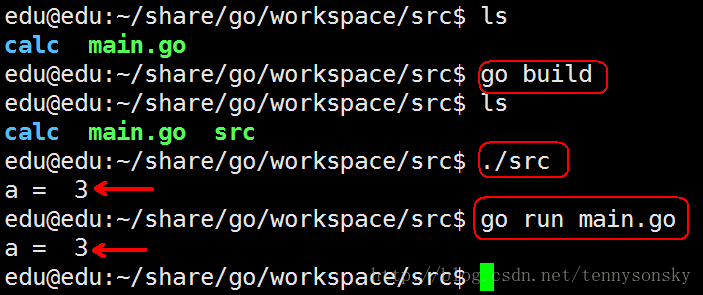 edu@edu:~/share/go/workspace/src$ ls
calc  main.go
edu@edu:~/share/go/workspace/src$ go build
edu@edu:~/share/go/workspace/src$ ls
calc  main.go  src
edu@edu:~/share/go/workspace/src$ ./src
a =  3
edu@edu:~/share/go/workspace/src$ go run main.go
a =  3
edu@edu:~/share/go/workspace/src$
http://blog.csdn.net/tennysonsky